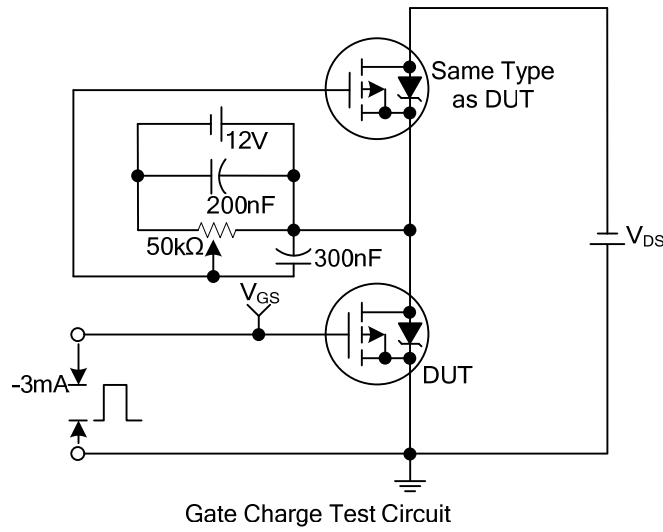 Same Type
as DUT
12V
200nF
50kΩ
300nF
VDS
VGS
-3mA
DUT
Gate Charge Test Circuit